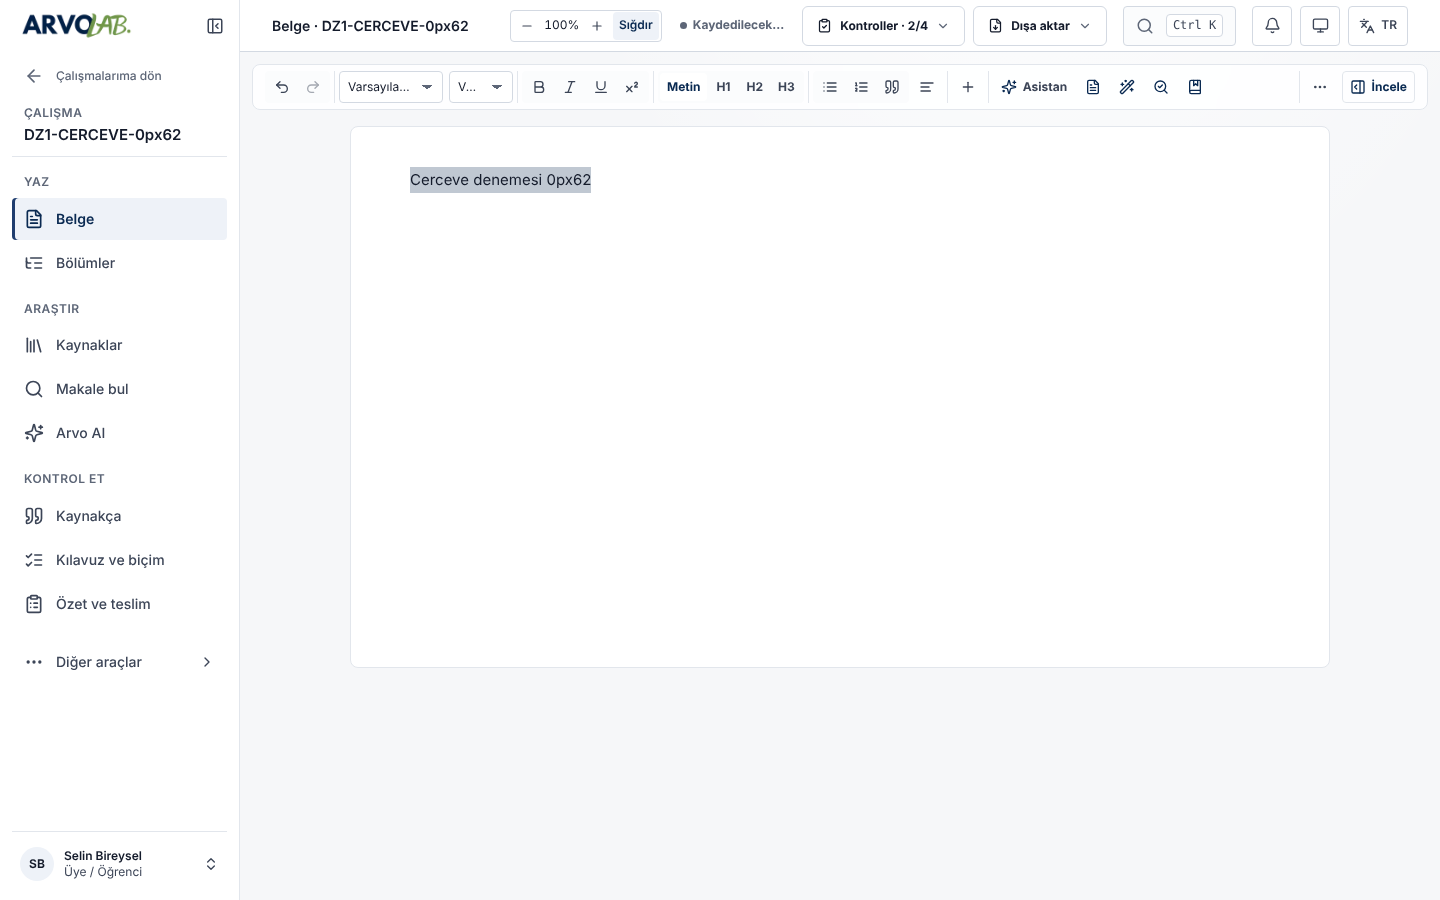 ARVOLAB.
Çalışmalarıma dön
ÇALIŞMA
DZ1-CERCEVE-0px62
YAZ
Belge
Bölümler
ARAŞTIR
Kaynaklar
Makale bul
Arvo AI
KONTROL ET
Kaynakça
Kılavuz ve biçim
Özet ve teslim
Diğer araçlar
SB
Selin Bireysel
Üye / Öğrenci
Belge · DZ1-CERCEVE-0px62
100% Sığdır
Kaydedilecek...
Kontroller · 2/4
Dışa aktar
Ctrl K
TR
Varsayıla... V... B I U x² Metin H1 H2 H3 Asistan İncele
Cerceve denemesi 0px62